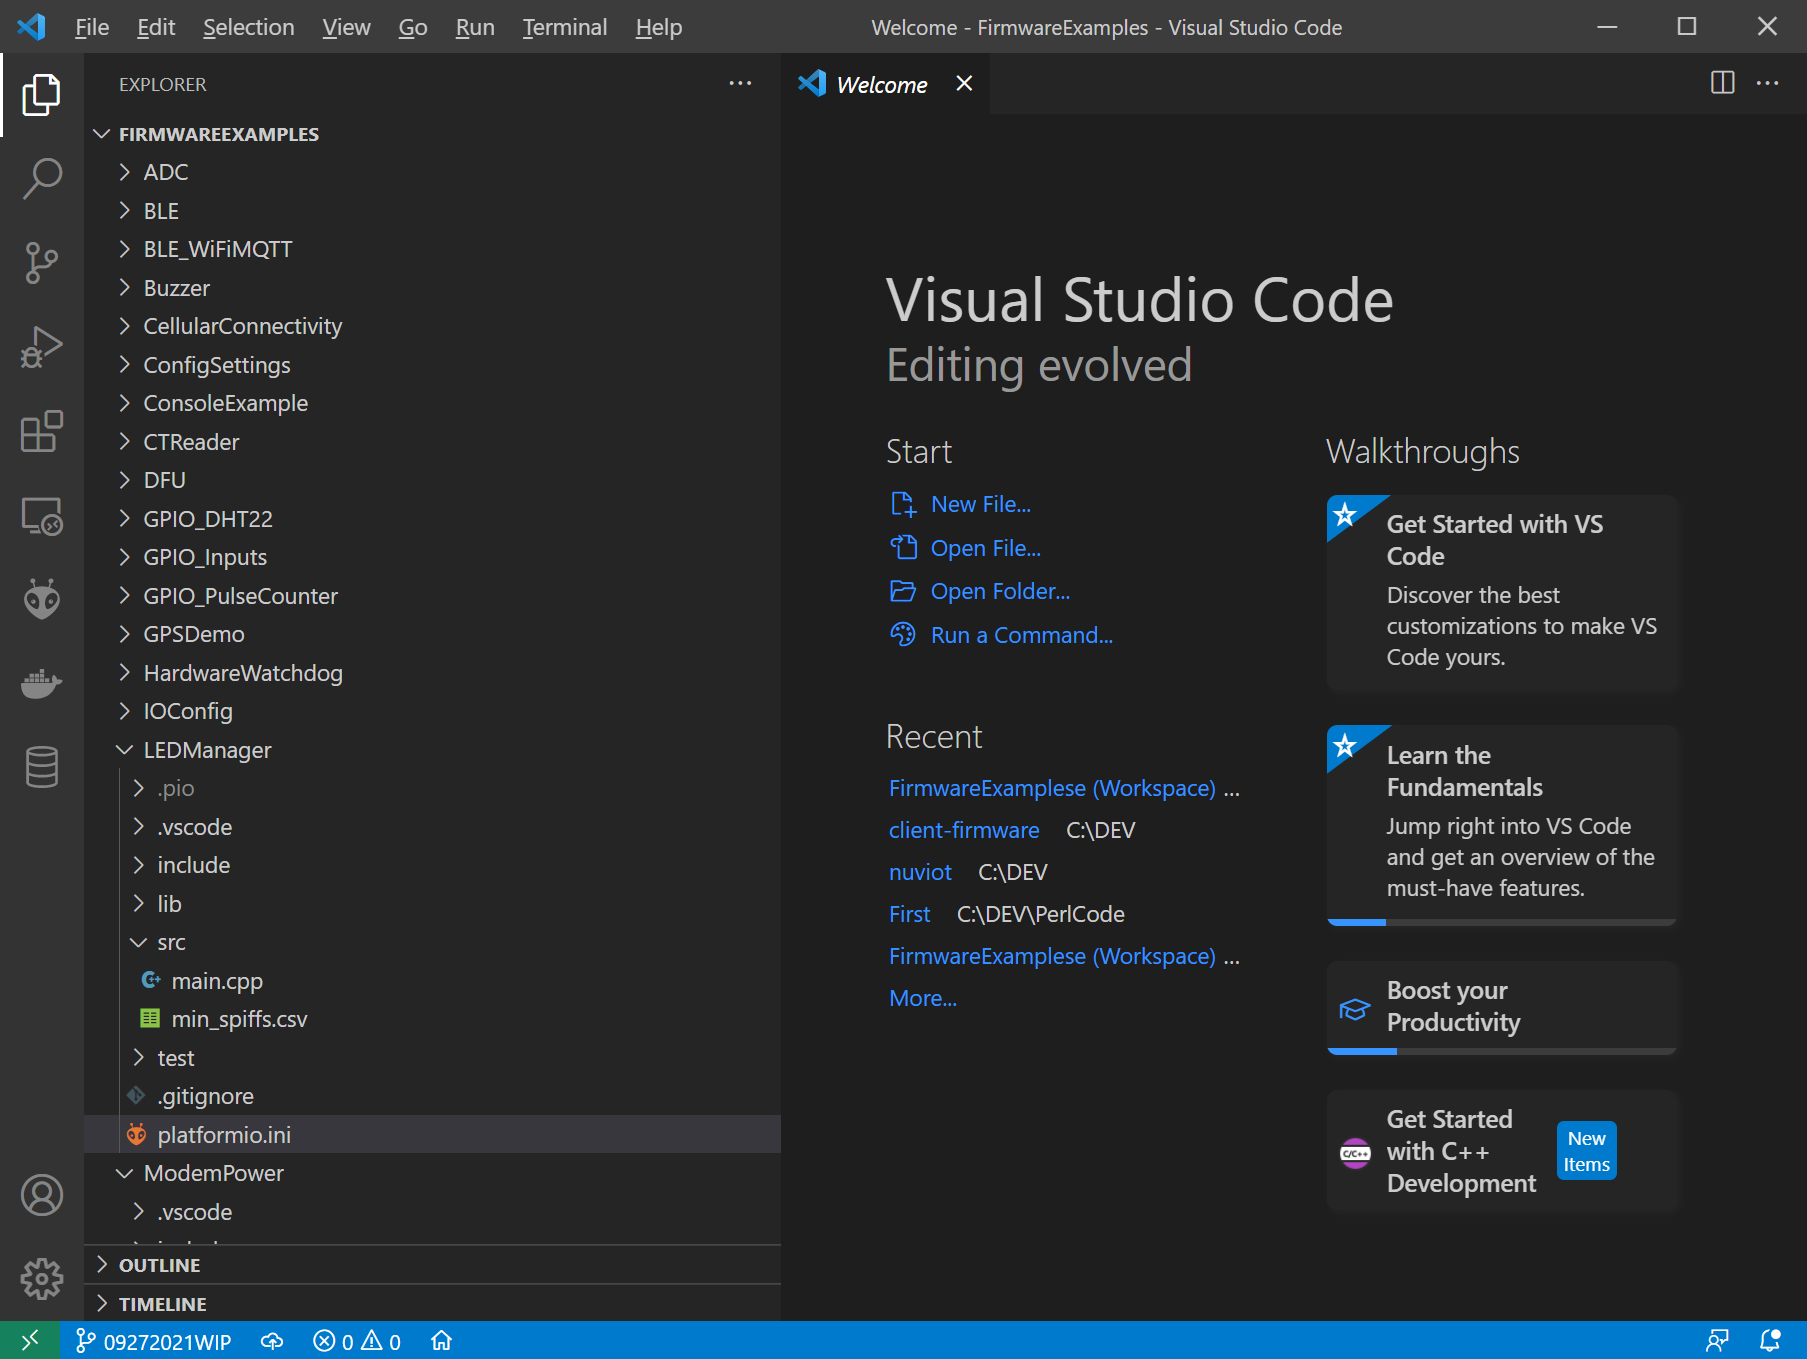 File Edit Selection View Go Run Terminal Help
Welcome - FirmwareExamples - Visual Studio Code
EXPLORER
FIRMWAREEXAMPLES
ADC
BLE
BLE_WiFiMQTT
Buzzer
CellularConnectivity
ConfigSettings
ConsoleExample
CTReader
DFU
GPIO_DHT22
GPIO_Inputs
GPIO_PulseCounter
GPSDemo
HardwareWatchdog
IOConfig
LEDManager
.pio
.vscode
include
lib
src
main.cpp
min_spiffs.csv
test
.gitignore
platformio.ini
ModemPower
.vscode
OUTLINE
TIMELINE
Welcome
Visual Studio Code
Editing evolved
Start
New File...
Open File...
Open Folder...
Run a Command...
Recent
FirmwareExamplese (Workspace) ...
client-firmware C:\DEV
nuviot C:\DEV
First C:\DEV\PerlCode
FirmwareExamplese (Workspace) ...
More...
Walkthroughs
Get Started with VS
Code
Discover the best
customizations to make VS
Code yours.
Learn the
Fundamentals
Jump right into VS Code
and get an overview of the
must-have features.
Boost your
Productivity
C/C++
Get Started
with C++
Development
New
Items
09272021WIP 0 0